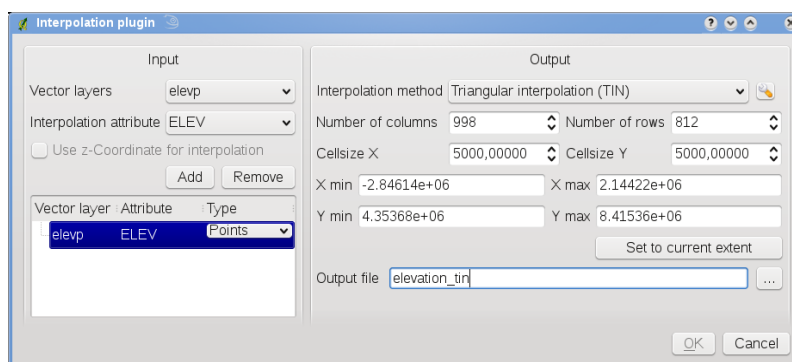 Interpolation plugin
Input
Vector layers elevp
Interpolation attribute ELEV
Use z-Coordinate for interpolation
Add Remove
Vector layer Attribute Type
elevp ELEV Points
Output
Interpolation method Triangular interpolation (TIN)
Number of columns 998 Number of rows 812
Cellsize X 5000,00000 Cellsize Y 5000,00000
X min -2.84614e+06 X max 2.14422e+06
Y min 4.35368e+06 Y max 8.41536e+06
Set to current extent
Output file elevation_tin ...
OK Cancel